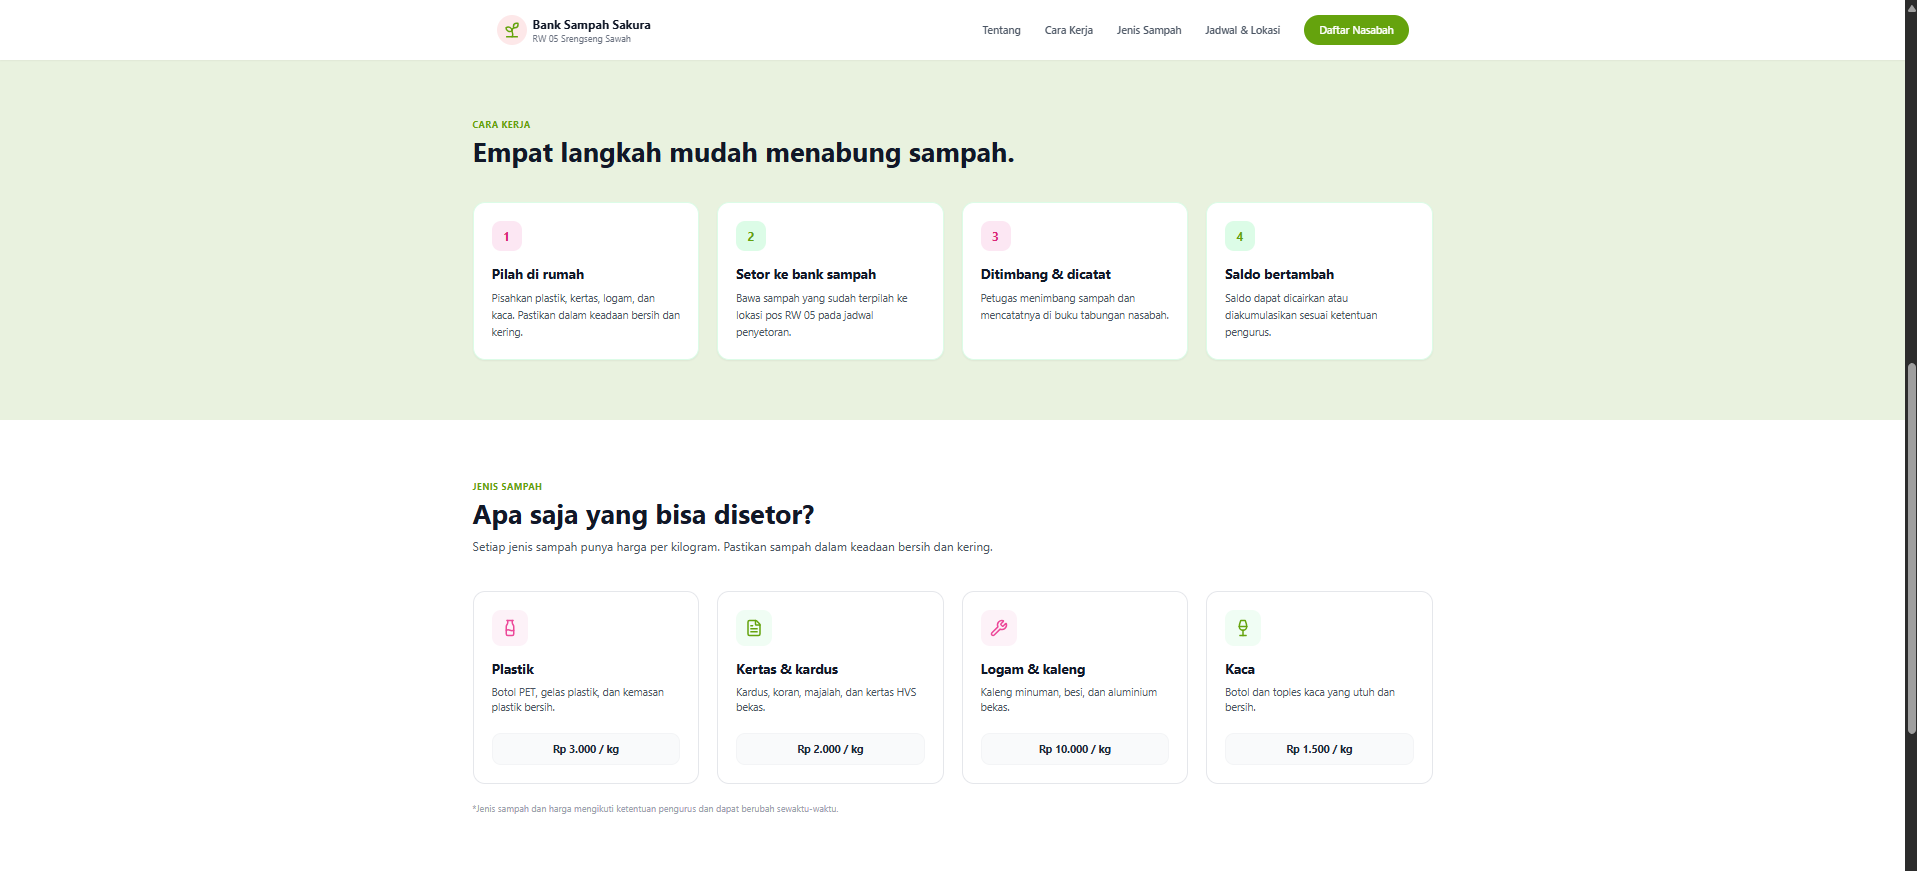 Bank Sampah Sakura
RW 05 Srengseng Sawah
Tentang
Cara Kerja
Jenis Sampah
Jadwal & Lokasi
Daftar Nasabah
CARA KERJA
Empat langkah mudah menabung sampah.
1
Pilah di rumah
Pisahkan plastik, kertas, logam, dan
kaca. Pastikan dalam keadaan bersih dan
kering.
2
Setor ke bank sampah
Bawa sampah yang sudah terpilah ke
lokasi pos RW 05 pada jadwal
penyetoran.
3
Ditimbang & dicatat
Petugas menimbang sampah dan
mencatatnya di buku tabungan nasabah.
4
Saldo bertambah
Saldo dapat dicairkan atau
diakumulasikan sesuai ketentuan
pengurus.
JENIS SAMPAH
Apa saja yang bisa disetor?
Setiap jenis sampah punya harga per kilogram. Pastikan sampah dalam keadaan bersih dan kering.
Plastik
Botol PET, gelas plastik, dan kemasan
plastik bersih.
Rp 3.000 / kg
Kertas & kardus
Kardus, koran, majalah, dan kertas HVS
bekas.
Rp 2.000 / kg
Logam & kaleng
Kaleng minuman, besi, dan aluminium
bekas.
Rp 10.000 / kg
Kaca
Botol dan toples kaca yang utuh dan
bersih.
Rp 1.500 / kg
*Jenis sampah dan harga mengikuti ketentuan pengurus dan dapat berubah sewaktu-waktu.